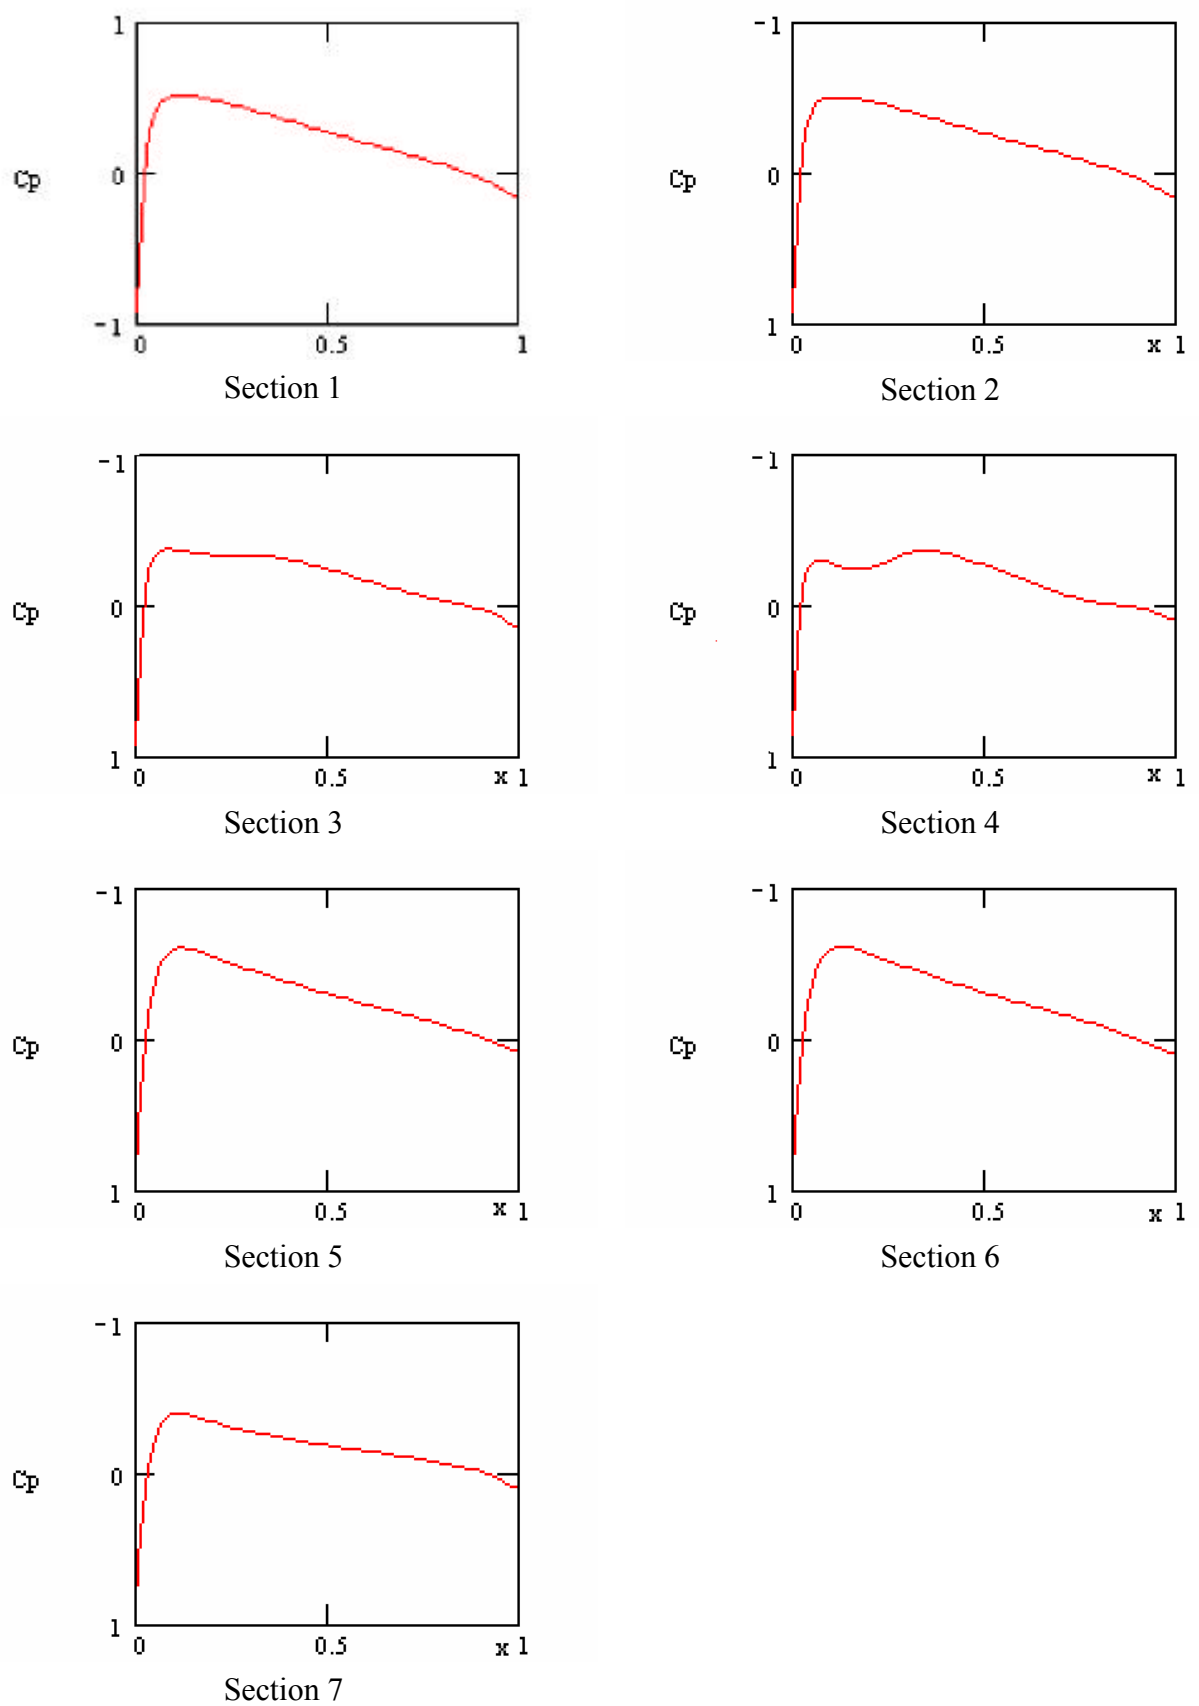 1 -1
Cp 0 Cp 0
-1 1
0 0.5 1 0 0.5 x 1
Section 1 Section 2
-1 -1
Cp 0 Cp 0
1 1
0 0.5 x 1 0 0.5 x 1
Section 3 Section 4
-1 -1
Cp 0 Cp 0
1 1
0 0.5 x 1 0 0.5 x 1
Section 5 Section 6
-1
Cp 0
1
0 0.5 x 1
Section 7